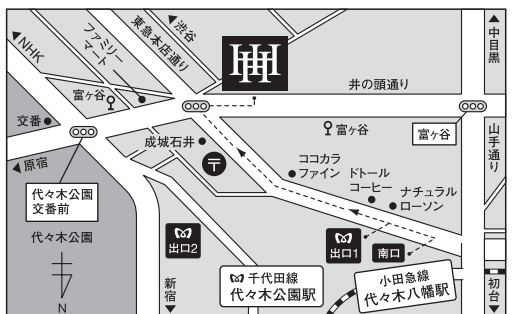 ◀NHK
ファミリー
マート
◀渋谷
東急本店通り
HH
井の頭通り
▲中目黒
山手通り
富ヶ谷
交番
成城石井
〒
富ヶ谷
富ヶ谷
◀原宿
代々木公園
交番前
代々木公園
N
ココカラ
ファイン
ドトール
コーヒー
ナチュラル
ローソン
出口2
出口1
南口
新宿▼
千代田線
代々木公園駅
小田急線
代々木八幡駅
初台▼